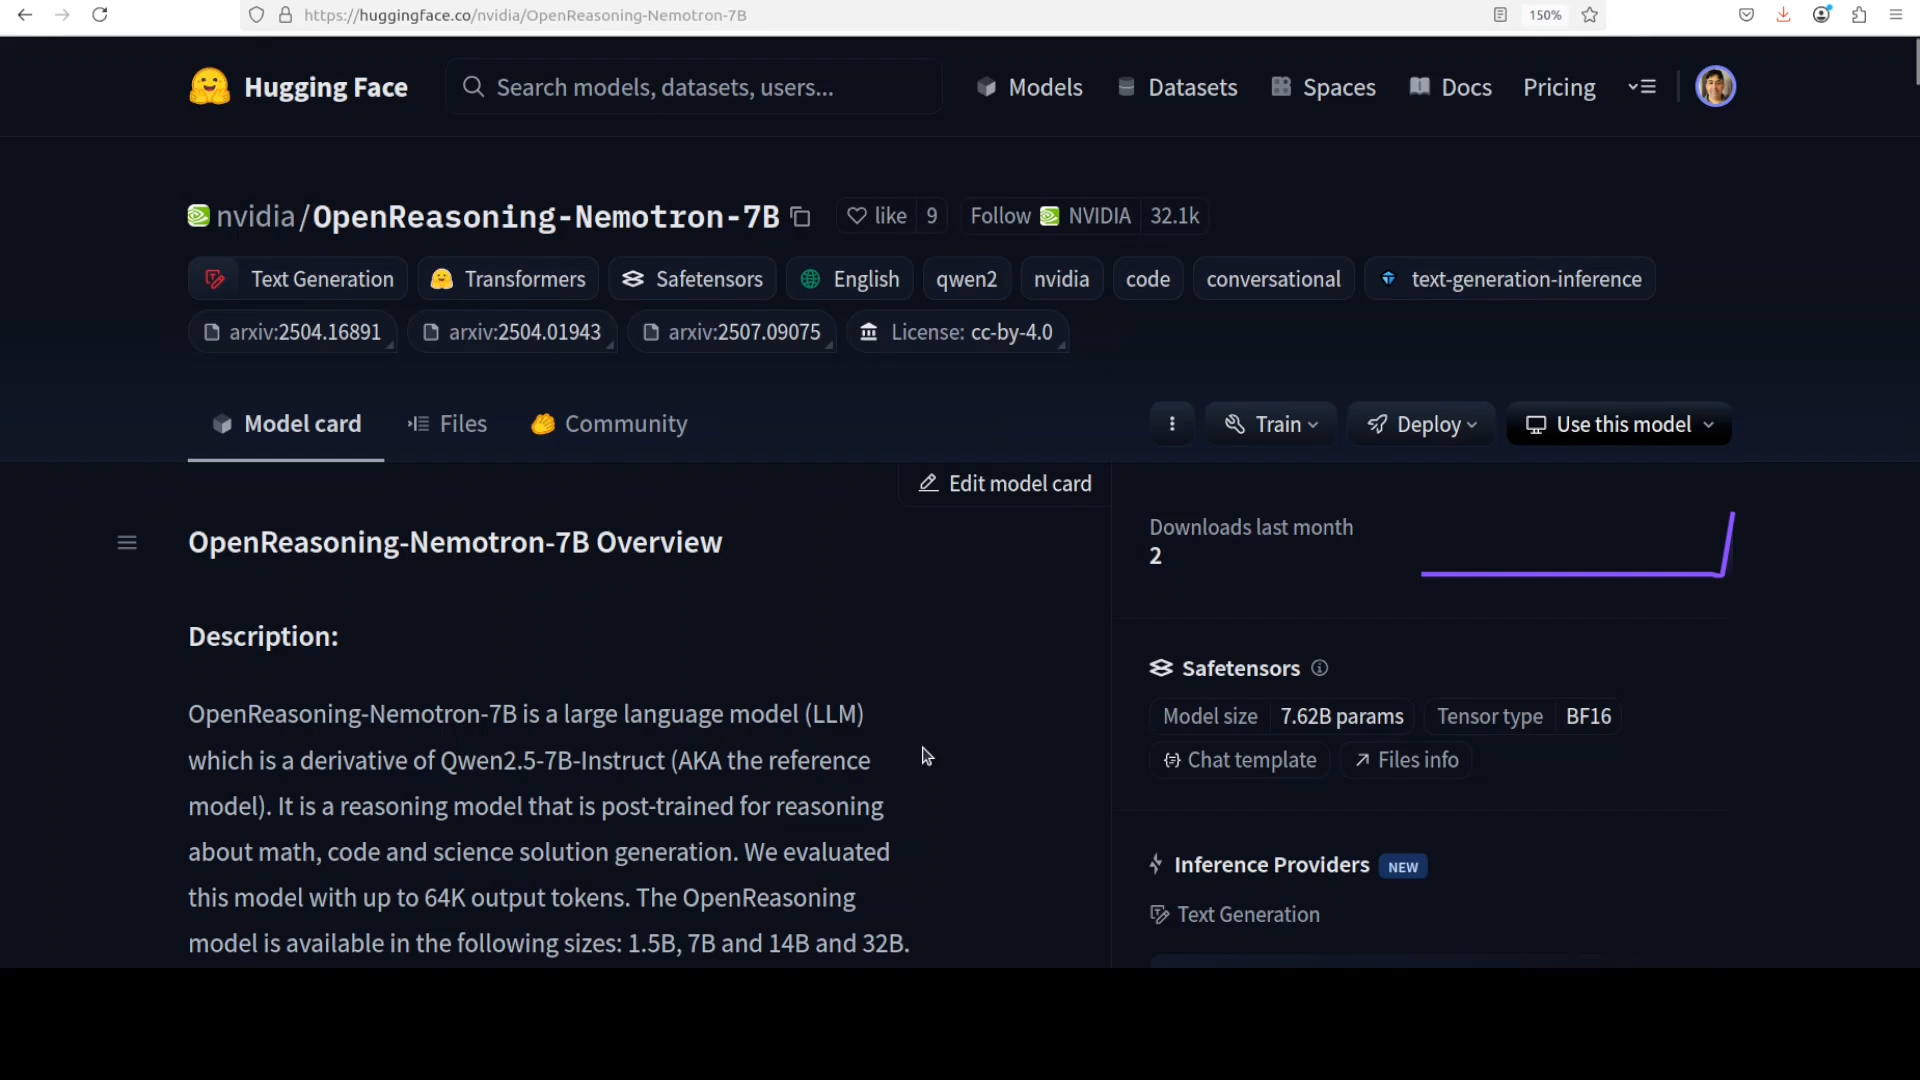 https://huggingface.co/nvidia/OpenReasoning-Nemotron-7B
150%
Hugging Face
Search models, datasets, users...
Models
Datasets
Spaces
Docs
Pricing
nvidia/OpenReasoning-Nemotron-7B
like 9
Follow NVIDIA 32.1k
Text Generation
Transformers
Safetensors
English
qwen2
nvidia
code
conversational
text-generation-inference
arxiv:2504.16891
arxiv:2504.01943
arxiv:2507.09075
License: cc-by-4.0
Model card
Files
Community
Train
Deploy
Use this model
Edit model card
OpenReasoning-Nemotron-7B Overview
Description:
OpenReasoning-Nemotron-7B is a large language model (LLM)
which is a derivative of Qwen2.5-7B-Instruct (AKA the reference
model). It is a reasoning model that is post-trained for reasoning
about math, code and science solution generation. We evaluated
this model with up to 64K output tokens. The OpenReasoning
model is available in the following sizes: 1.5B, 7B and 14B and 32B.
Downloads last month
2
Safetensors
Model size 7.62B params
Tensor type BF16
Chat template
Files info
Inference Providers NEW
Text Generation